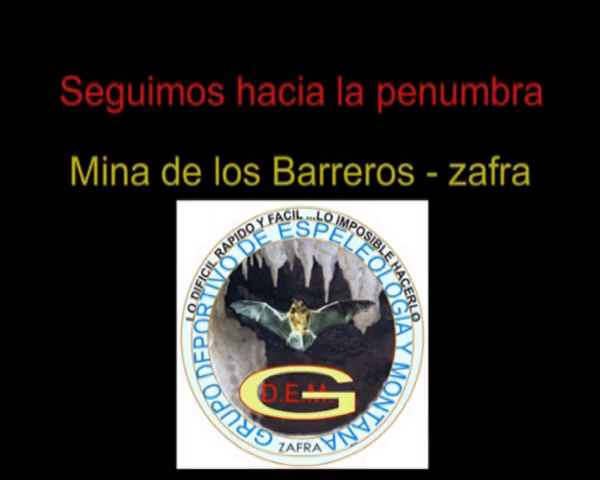 Seguimos hacia la penumbra
Mina de los Barreros - zafra
LO DIFICIL RAPIDO Y FACIL ...LO IMPOSIBLE HACERLO
GRUPO DEPORTIVO DE ESPELEOLOGIA Y MONTAÑA
G
D.E.M.
ZAFRA